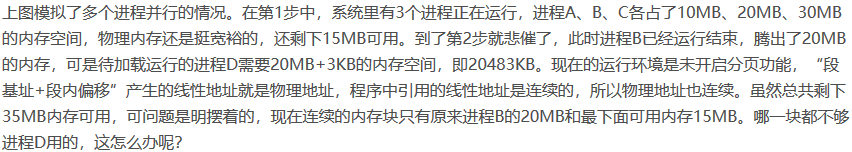 上图模拟了多个进程并行的情况。在第1步中，系统里有3个进程正在运行，进程A、B、C各占了10MB、20MB、30MB
的内存空间，物理内存还是挺宽裕的，还剩下15MB可用。到了第2步就悲催了，此时进程B已经运行结束，腾出了20MB
的内存，可是待加载运行的进程D需要20MB+3KB的内存空间，即20483KB。现在的运行环境是未开启分页功能，“段
基址+段内偏移”产生的线性地址就是物理地址，程序中引用的线性地址是连续的，所以物理地址也连续。虽然总共剩下
35MB内存可用，可问题是明摆着的，现在连续的内存块只有原来进程B的20MB和最下面可用内存15MB。哪一块都不够
进程D用的，这怎么办呢？